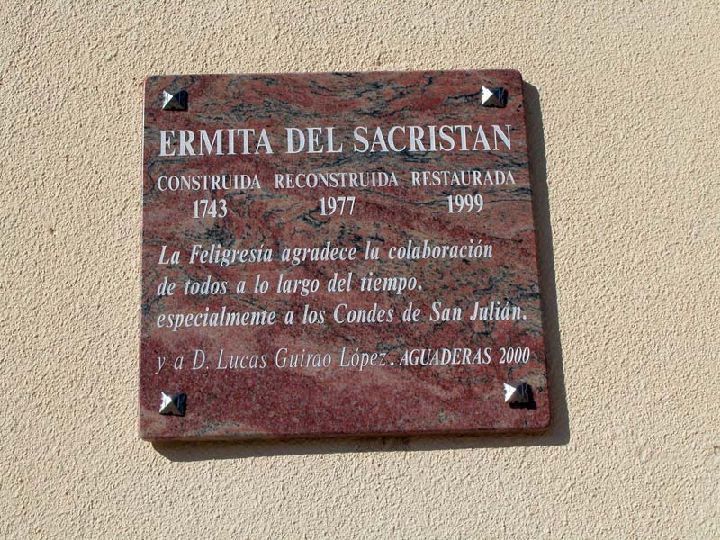 ERMITA DEL SACRISTAN
CONSTRUIDA RECONSTRUIDA RESTAURADA
1743 1977 1999
La Feligresía agradece la colaboración
de todos a lo largo del tiempo,
especialmente a los Condes de San Julián.
y a D. Lucas Guirao López. AGUADERAS 2000